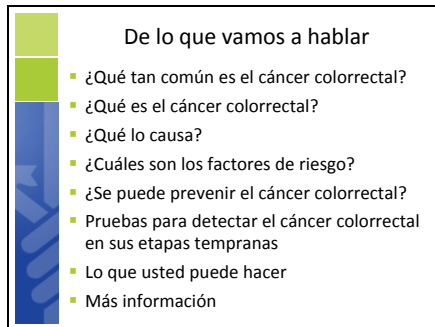 De lo que vamos a hablar
▪ ¿Qué tan común es el cáncer colorrectal?
▪ ¿Qué es el cáncer colorrectal?
▪ ¿Qué lo causa?
▪ ¿Cuáles son los factores de riesgo?
▪ ¿Se puede prevenir el cáncer colorrectal?
▪ Pruebas para detectar el cáncer colorrectal
en sus etapas tempranas
▪ Lo que usted puede hacer
▪ Más información